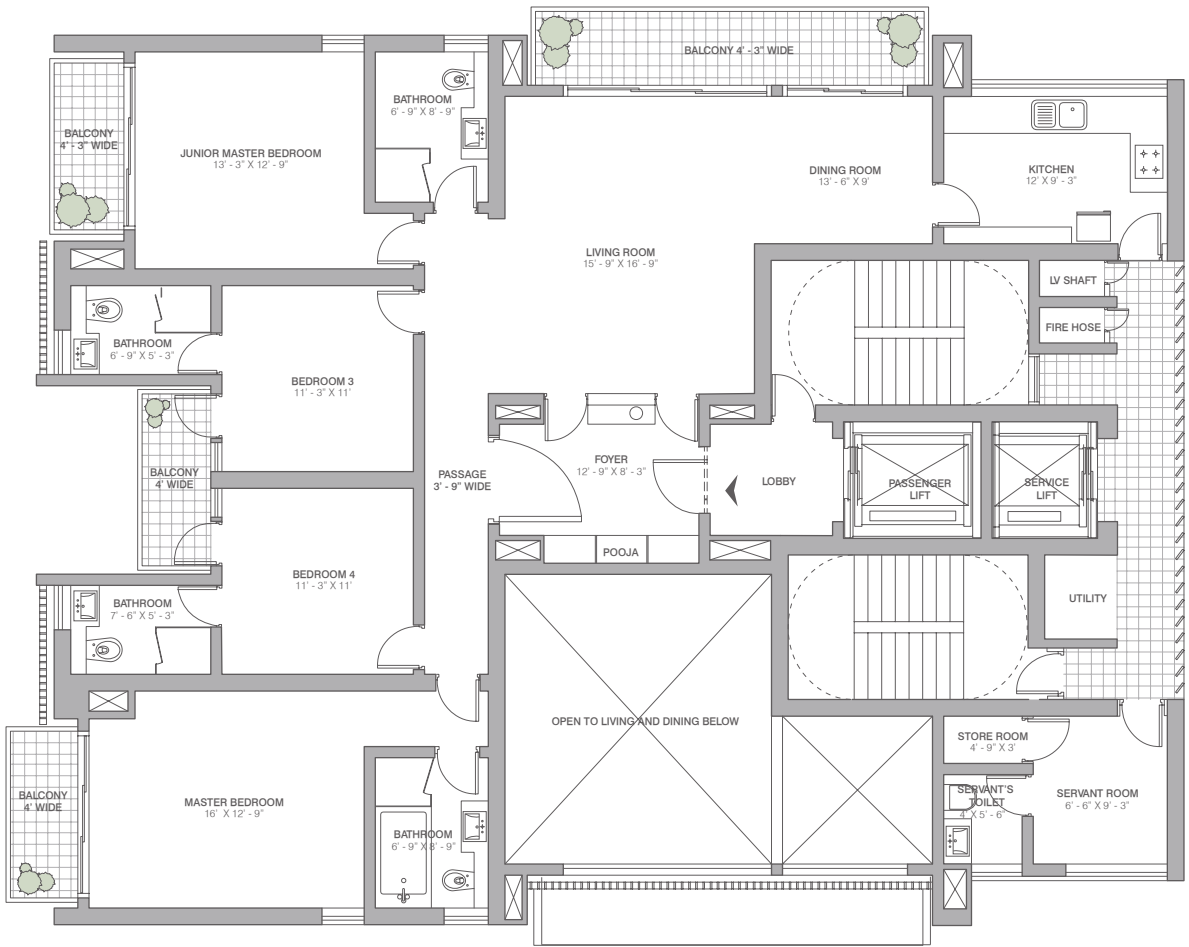 BALCONY 4' - 3" WIDE
BATHROOM
6' - 9" X 8' - 9"
BALCONY
4' - 3" WIDE
JUNIOR MASTER BEDROOM
13' - 3" X 12' - 9"
DINING ROOM
13' - 6" X 9'
KITCHEN
12' X 9' - 3"
LIVING ROOM
15' - 9" X 16' - 9"
LV SHAFT
FIRE HOSE
BATHROOM
6' - 9" X 5' - 3"
BEDROOM 3
11' - 3" X 11'
BALCONY
4' WIDE
PASSAGE
3' - 9" WIDE
FOYER
12' - 9" X 8' - 3"
LOBBY
PASSENGER
LIFT
SERVICE
LIFT
POOJA
BEDROOM 4
11' - 3" X 11'
BATHROOM
7' - 6" X 5' - 3"
UTILITY
OPEN TO LIVING AND DINING BELOW
STORE ROOM
4' - 9" X 3'
BALCONY
4' WIDE
MASTER BEDROOM
16' X 12' - 9"
BATHROOM
6' - 9" X 8' - 9"
SERVANT'S
TOILET
4' X 5' - 6"
SERVANT ROOM
6' - 6" X 9' - 3"